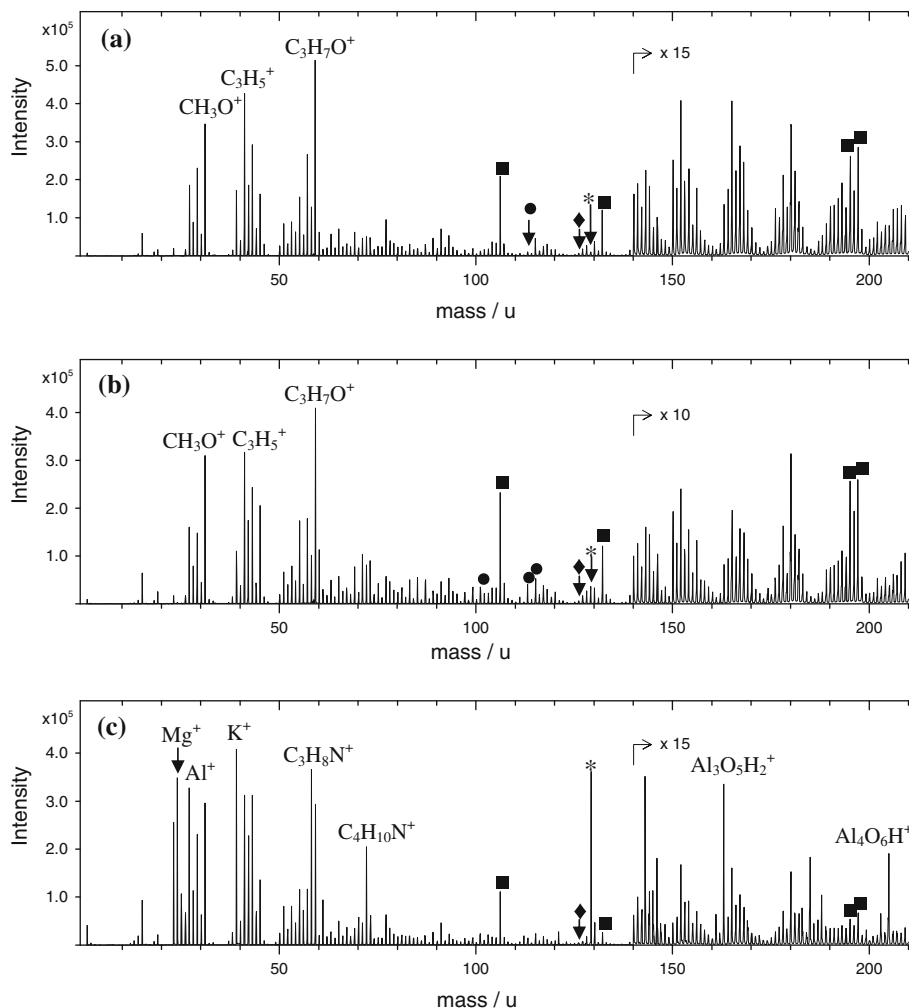 (a)
x10⁵
5.0
4.0
3.0
2.0
1.0
Intensity
CH₃O⁺
C₃H₅⁺
C₃H₇O⁺
*
x 15
50 100 150 200
mass / u
(b)
x10⁵
4.0
3.0
2.0
1.0
Intensity
CH₃O⁺
C₃H₅⁺
C₃H₇O⁺
*
x 10
50 100 150 200
mass / u
(c)
x10⁵
4.0
3.0
2.0
1.0
Intensity
Mg⁺
Al⁺
K⁺
C₃H₈N⁺
C₄H₁₀N⁺
*
x 15
Al₃O₅H₂⁺
Al₄O₆H⁺
50 100 150 200
mass / u